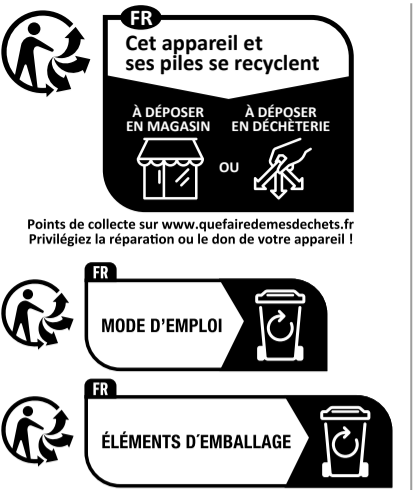 FR
Cet appareil et
ses piles se recyclent
À DÉPOSER
EN MAGASIN
OU
À DÉPOSER
EN DÉCHÈTERIE
Points de collecte sur www.quefairedemesdechets.fr
Privilégiez la réparation ou le don de votre appareil !
FR
MODE D’EMPLOI
FR
ÉLÉMENTS D´EMBALLAGE